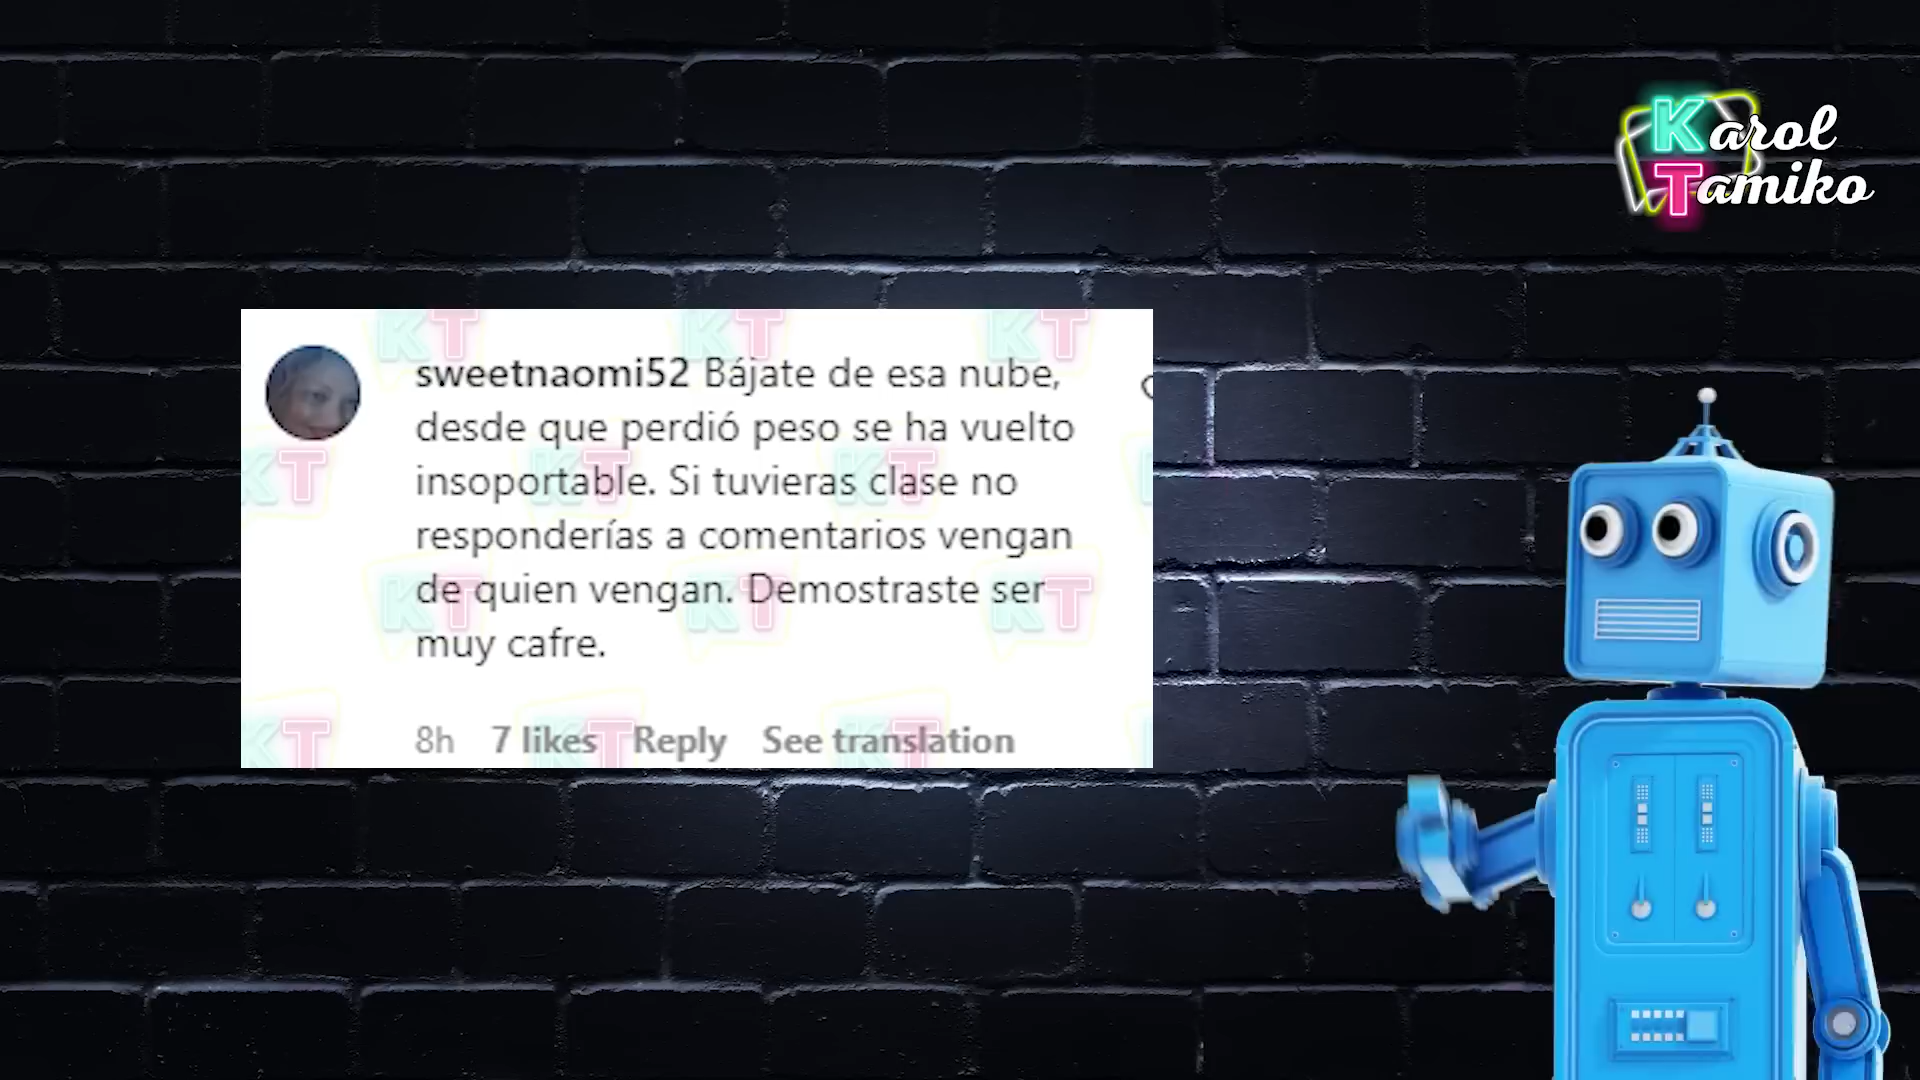 Karol
Tamiko
sweetnaomi52 Bájate de esa nube,
desde que perdió peso se ha vuelto
insoportable. Si tuvieras clase no
responderías a comentarios vengan
de quien vengan. Demostraste ser
muy cafre.
8h 7 likes Reply See translation